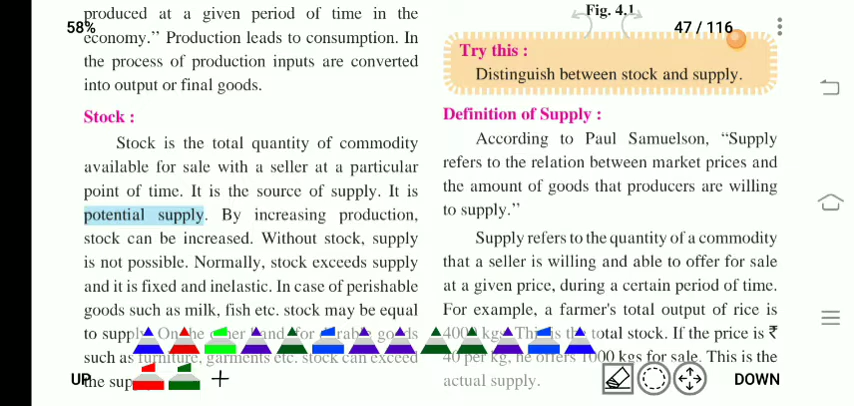 produced at a given period of time in the
economy.” Production leads to consumption. In
the process of production inputs are converted
into output or final goods.
Stock :
Stock is the total quantity of commodity
available for sale with a seller at a particular
point of time. It is the source of supply. It is
potential supply. By increasing production,
stock can be increased. Without stock, supply
is not possible. Normally, stock exceeds supply
and it is fixed and inelastic. In case of perishable
goods such as milk, fish etc. stock may be equal
to supply. On the other hand, for durable goods
such as furniture, garments etc. stock can exceed
the sup
58%
UP
+
Fig. 4.1
47 / 116
Try this :
Distinguish between stock and supply.
Definition of Supply :
According to Paul Samuelson, “Supply
refers to the relation between market prices and
the amount of goods that producers are willing
to supply.”
Supply refers to the quantity of a commodity
that a seller is willing and able to offer for sale
at a given price, during a certain period of time.
For example, a farmer's total output of rice is
4000 kgs. This is the total stock. If the price is ₹
40 per kg, he offers 1000 kgs for sale. This is the
actual supply.
DOWN